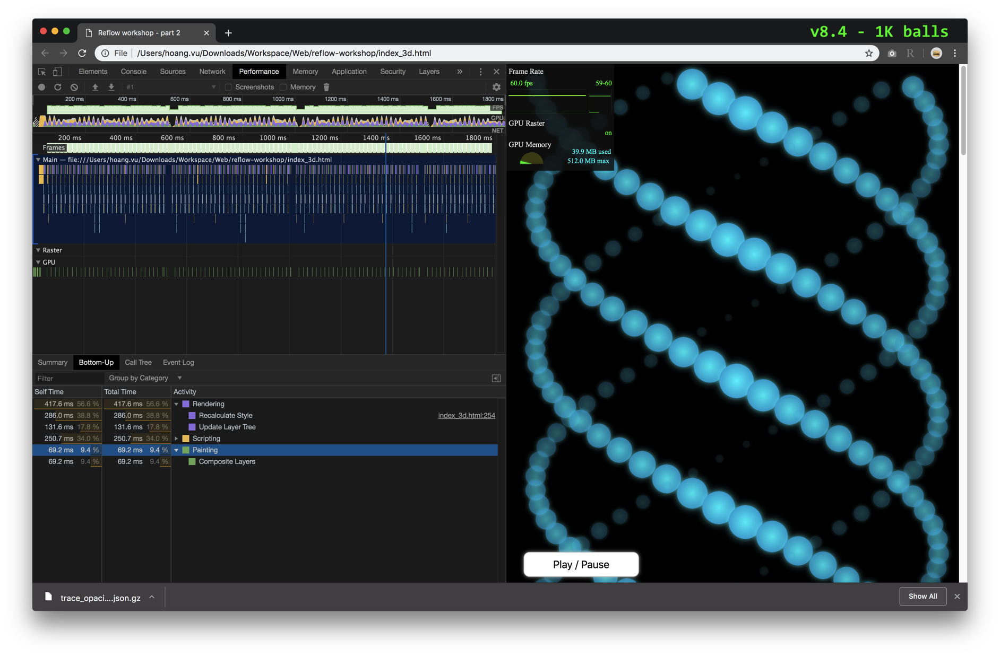 Reflow workshop - part 2
v8.4 - 1K balls
File /Users/hoang.vu/Downloads/Workspace/Web/reflow-workshop/index_3d.html
R
Elements Console Sources Network Performance Memory Application Security Layers »
#1 Screenshots Memory
200 ms 400 ms 600 ms 800 ms 1000 ms 1200 ms 1400 ms 1600 ms 1800 ms
FPS
CPU
NET
200 ms 400 ms 600 ms 800 ms 1000 ms 1200 ms 1400 ms 1600 ms 1800 ms
Frames
Main — file:///Users/hoang.vu/Downloads/Workspace/Web/reflow-workshop/index_3d.html
Raster
GPU
Summary Bottom-Up Call Tree Event Log
Filter Group by Category
Self Time Total Time Activity
417.6 ms 56.6 % 417.6 ms 56.6 % Rendering
286.0 ms 38.8 % 286.0 ms 38.8 % Recalculate Style index_3d.html:254
131.6 ms 17.8 % 131.6 ms 17.8 % Update Layer Tree
250.7 ms 34.0 % 250.7 ms 34.0 % Scripting
69.2 ms 9.4 % 69.2 ms 9.4 % Painting
69.2 ms 9.4 % 69.2 ms 9.4 % Composite Layers
Frame Rate
60.0 fps 59-60
GPU Raster
on
GPU Memory
39.9 MB used
512.0 MB max
Play / Pause
trace_opaci....json.gz
Show All